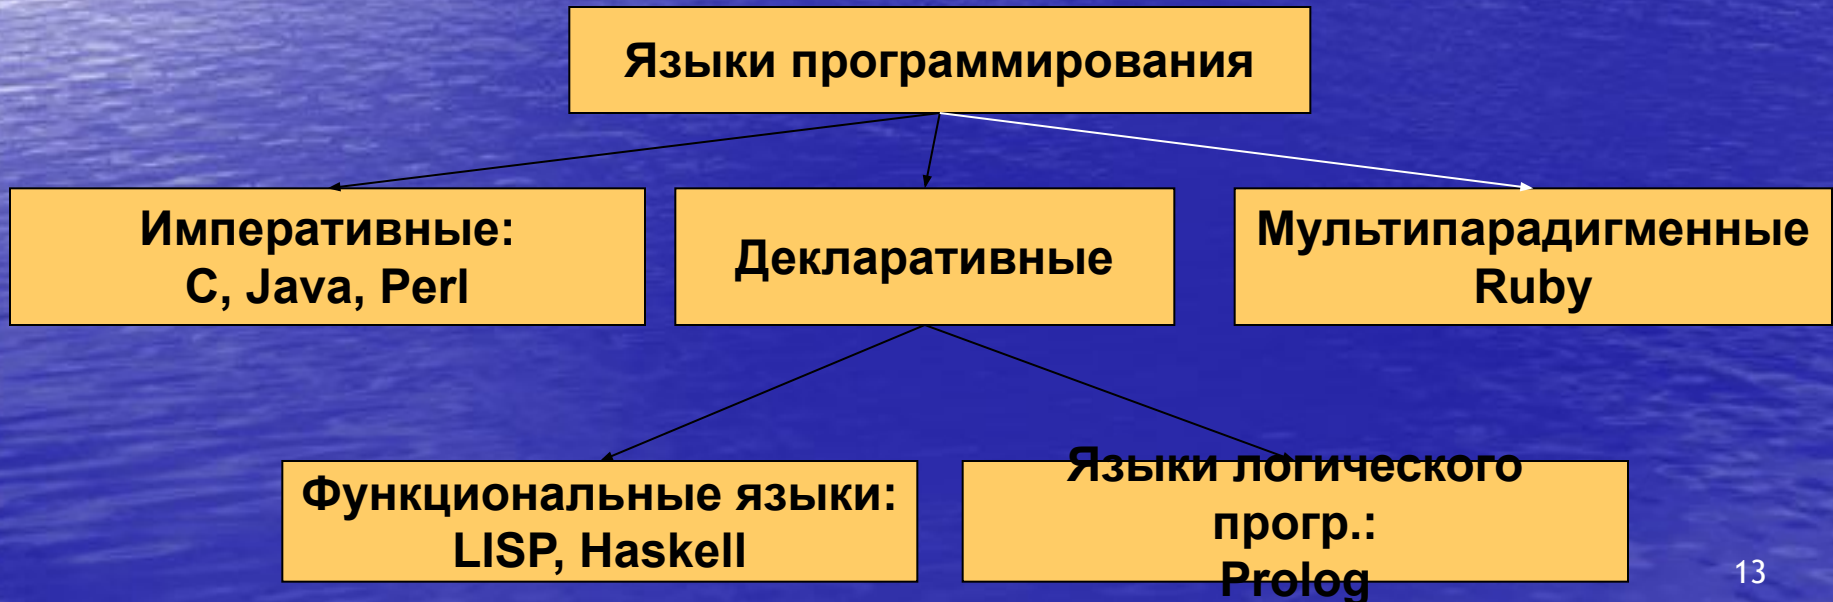 Языки программирования
Императивные:
C, Java, Perl
Декларативные
Мультипарадигменные
Ruby
Функциональные языки:
LISP, Haskell
Языки логического
прогр.:
Prolog
13